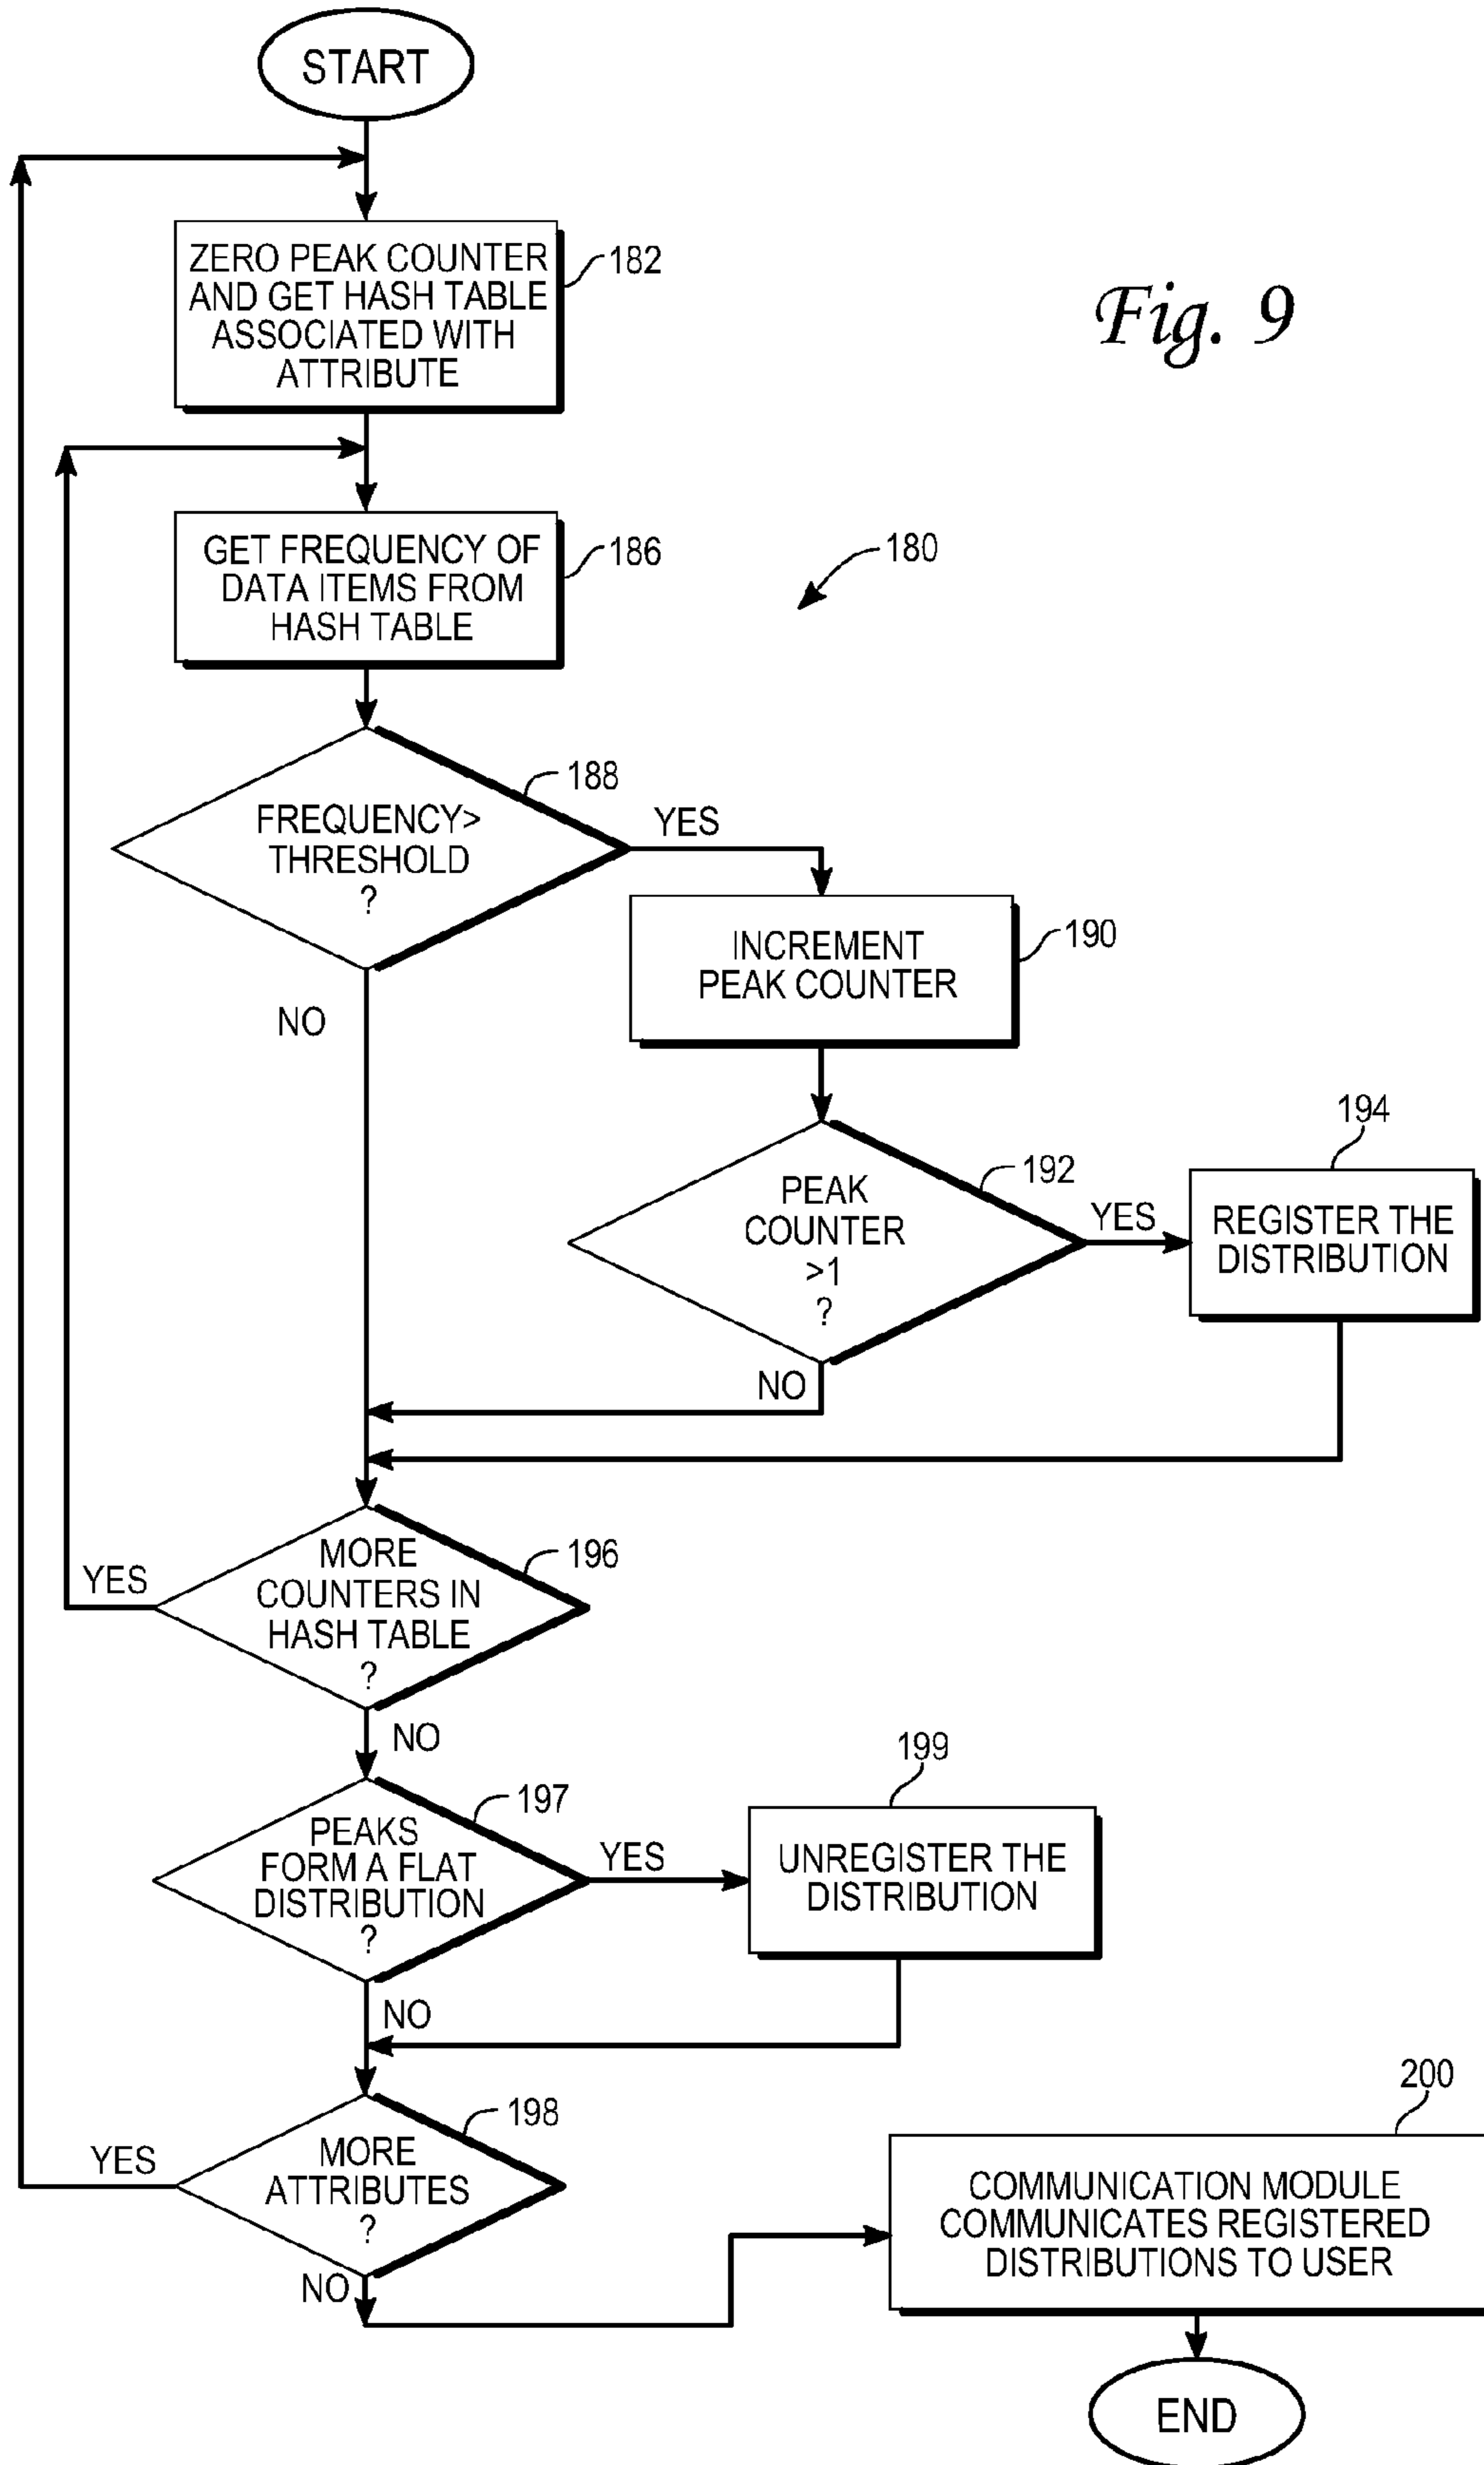 START
ZERO PEAK COUNTER
AND GET HASH TABLE
ASSOCIATED WITH
ATTRIBUTE
182
Fig. 9
GET FREQUENCY OF
DATA ITEMS FROM
HASH TABLE
186
180
FREQUENCY>
THRESHOLD
?
188
YES
NO
INCREMENT
PEAK COUNTER
190
PEAK
COUNTER
>1
?
192
YES
NO
194
REGISTER THE
DISTRIBUTION
MORE
COUNTERS IN
HASH TABLE
?
196
YES
NO
PEAKS
FORM A FLAT
DISTRIBUTION
?
197
YES
NO
199
UNREGISTER THE
DISTRIBUTION
MORE
ATTRIBUTES
?
198
YES
NO
200
COMMUNICATION MODULE
COMMUNICATES REGISTERED
DISTRIBUTIONS TO USER
END